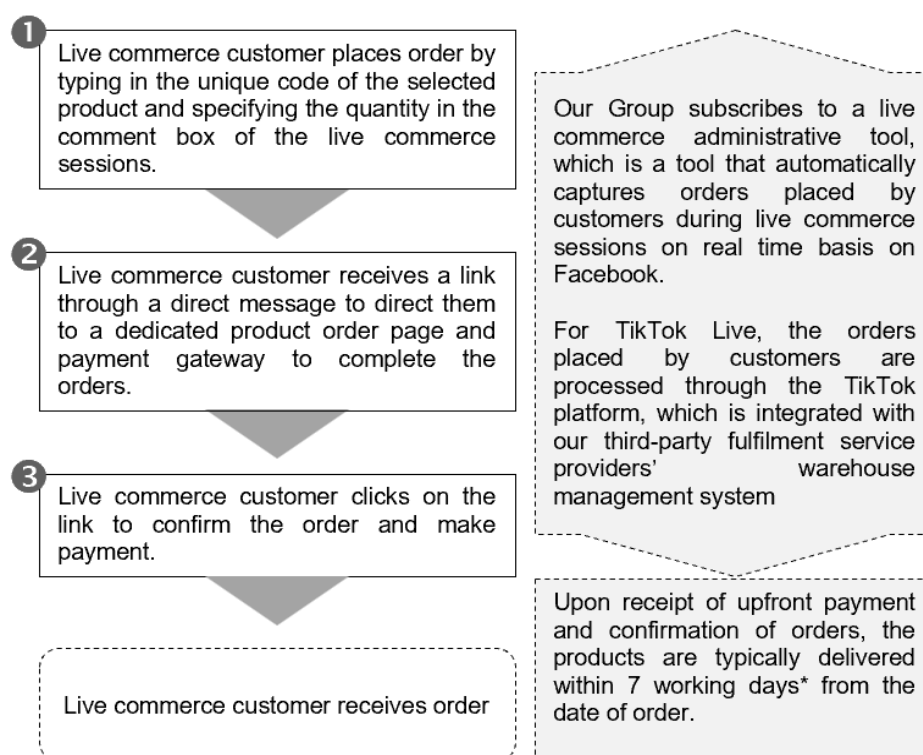 1
Live commerce customer places order by
typing in the unique code of the selected
product and specifying the quantity in the
comment box of the live commerce
sessions.
2
Live commerce customer receives a link
through a direct message to direct them
to a dedicated product order page and
payment gateway to complete the
orders.
3
Live commerce customer clicks on the
link to confirm the order and make
payment.
Live commerce customer receives order
Our Group subscribes to a live
commerce administrative tool,
which is a tool that automatically
captures orders placed by
customers during live commerce
sessions on real time basis on
Facebook.
For TikTok Live, the orders
placed by customers are
processed through the TikTok
platform, which is integrated with
our third-party fulfilment service
providers' warehouse
management system
Upon receipt of upfront payment
and confirmation of orders, the
products are typically delivered
within 7 working days* from the
date of order.